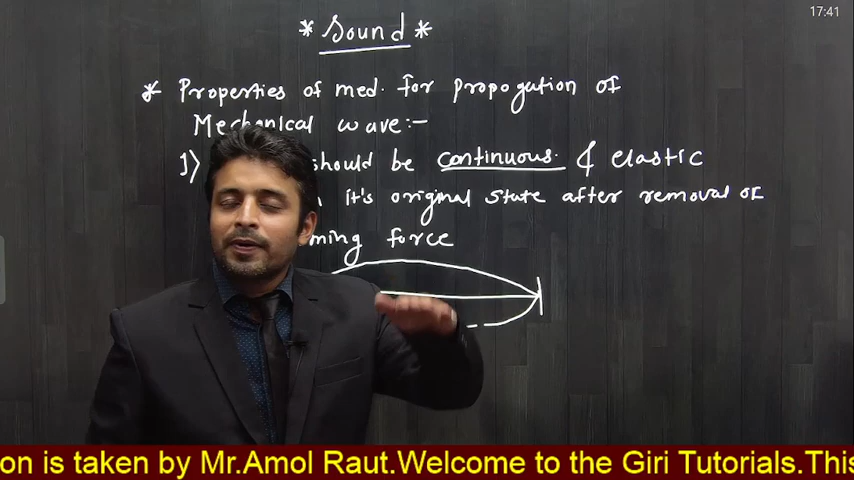 17:41
* Sound *
* Properties of med. for propogation of
Mechanical wave:-
1) should be continuous & elastic
it's original state after removal of
ming force
on is taken by Mr.Amol Raut.Welcome to the Giri Tutorials.This